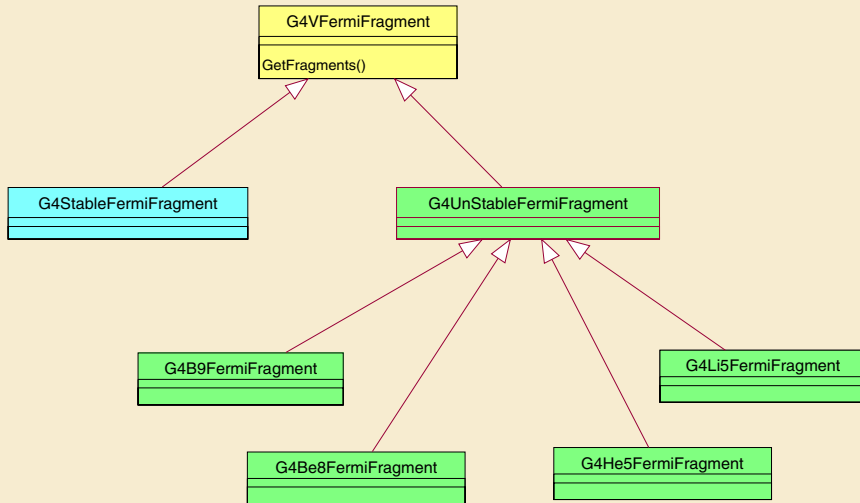 G4VFermiFragment
GetFragments()
G4StableFermiFragment
G4UnStableFermiFragment
G4B9FermiFragment
G4Li5FermiFragment
G4Be8FermiFragment
G4He5FermiFragment